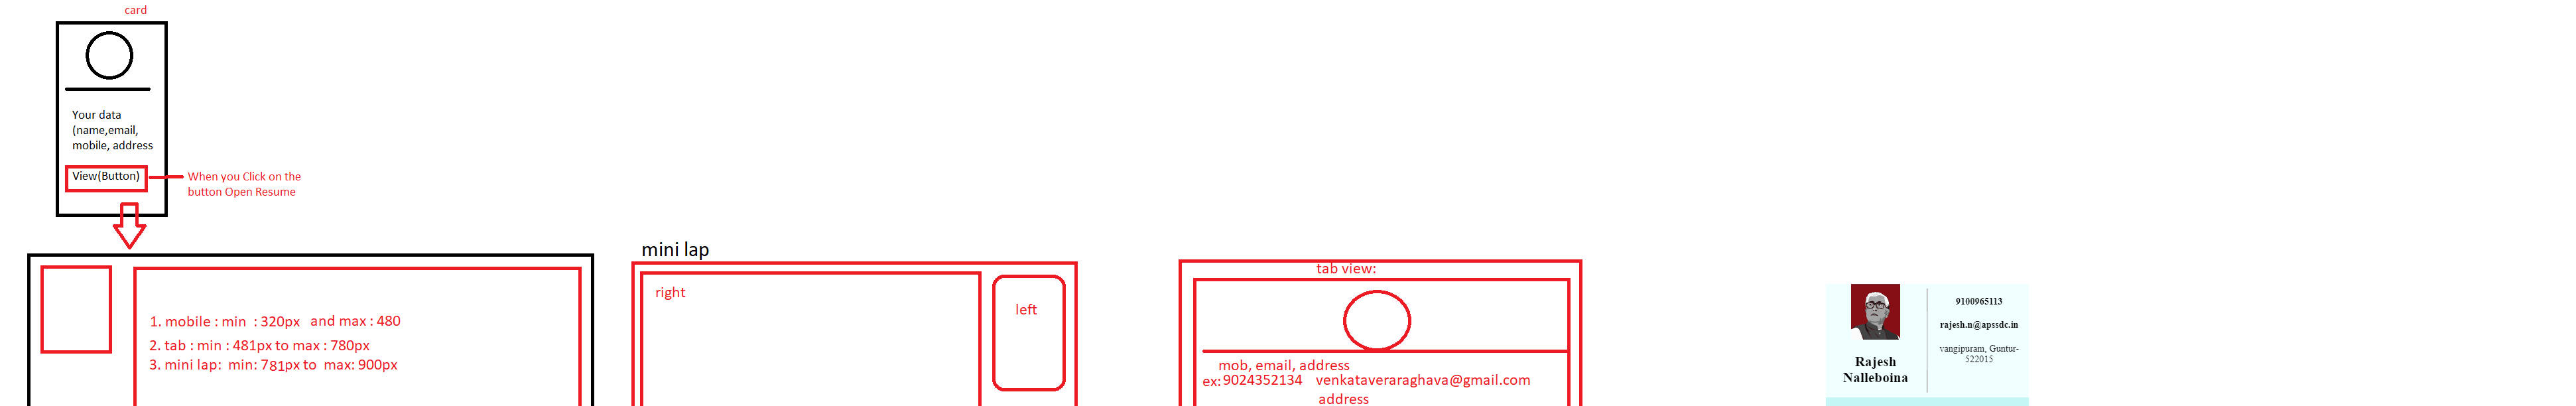 card
Your data
(name,email,
mobile, address
View(Button)
When you Click on the
button Open Resume
1. mobile : min : 320px and max : 480
2. tab : min : 481px to max : 780px
3. mini lap: min: 781px to max: 900px
mini lap
right
left
tab view:
mob, email, address
ex: 9024352134 venkataveraraghava@gmail.com
address
Rajesh
Nalleboina
9100965113
rajesh.n@apssdc.in
vangipuram, Guntur-
522015